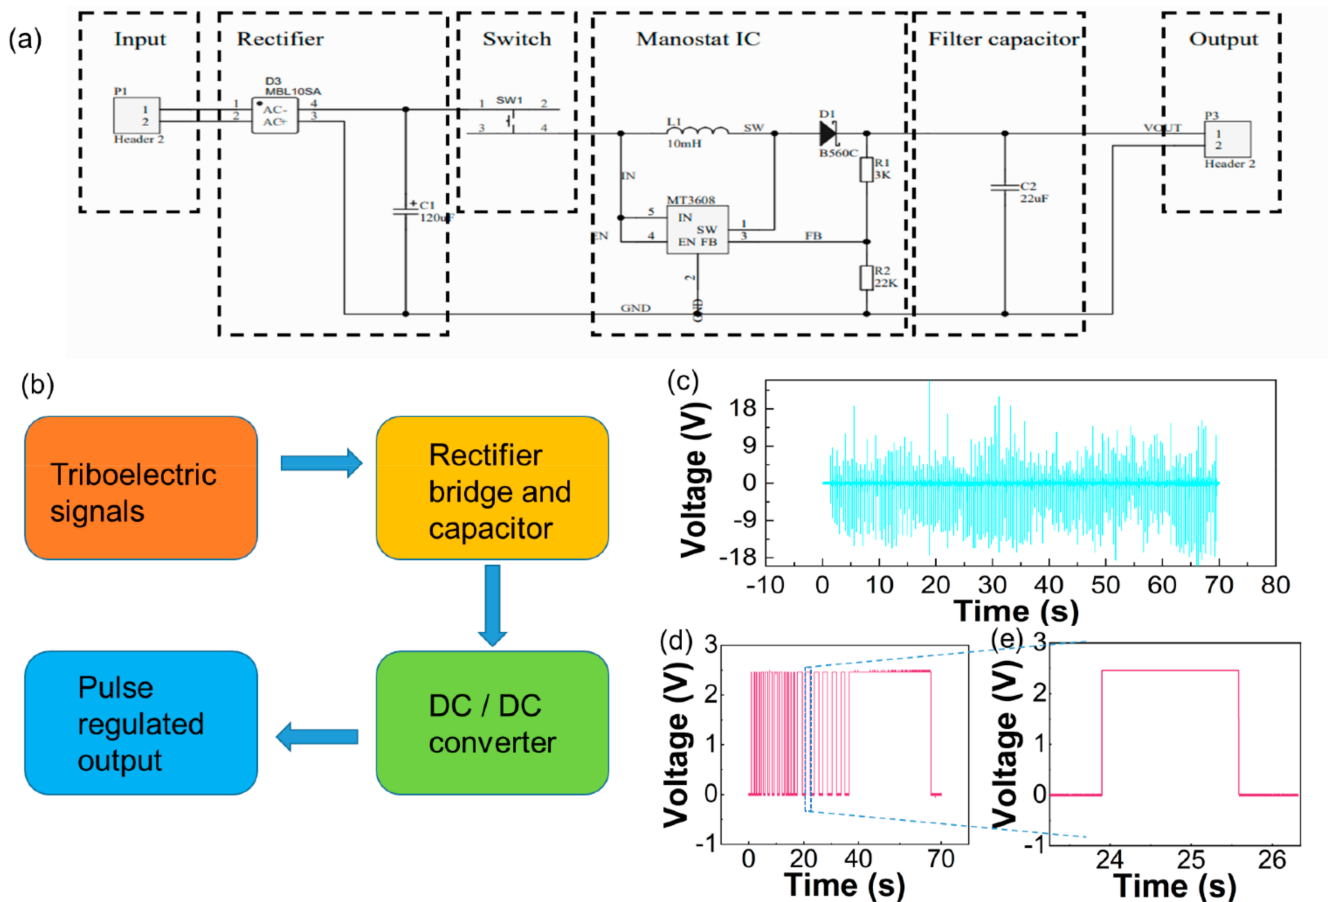 (a)
Input
Rectifier
Switch
Manostat IC
Filter capacitor
Output
P1
1
2
Header 2
D3
MBL10SA
1
2
AC-
AC+
4
3
C1
120uF
SW1
1
2
3
4
L1
10mH
SW
IN
EN
MT3608
5
4
IN
EN
SW
FB
1
3
2
GND
GND
FB
D1
B560C
R1
3K
R2
22K
C2
22uF
VOUT
P3
1
2
Header 2
(b)
Triboelectric
signals
Rectifier
bridge and
capacitor
Pulse
regulated
output
DC / DC
converter
(c)
Voltage (V)
18
9
0
-9
-18
-10 0 10 20 30 40 50 60 70 80
Time (s)
(d)
Voltage (V)
3
2
1
0
-1
0 20 40 70
Time (s)
(e)
Voltage (V)
3
2
1
0
-1
24 25 26
Time (s)